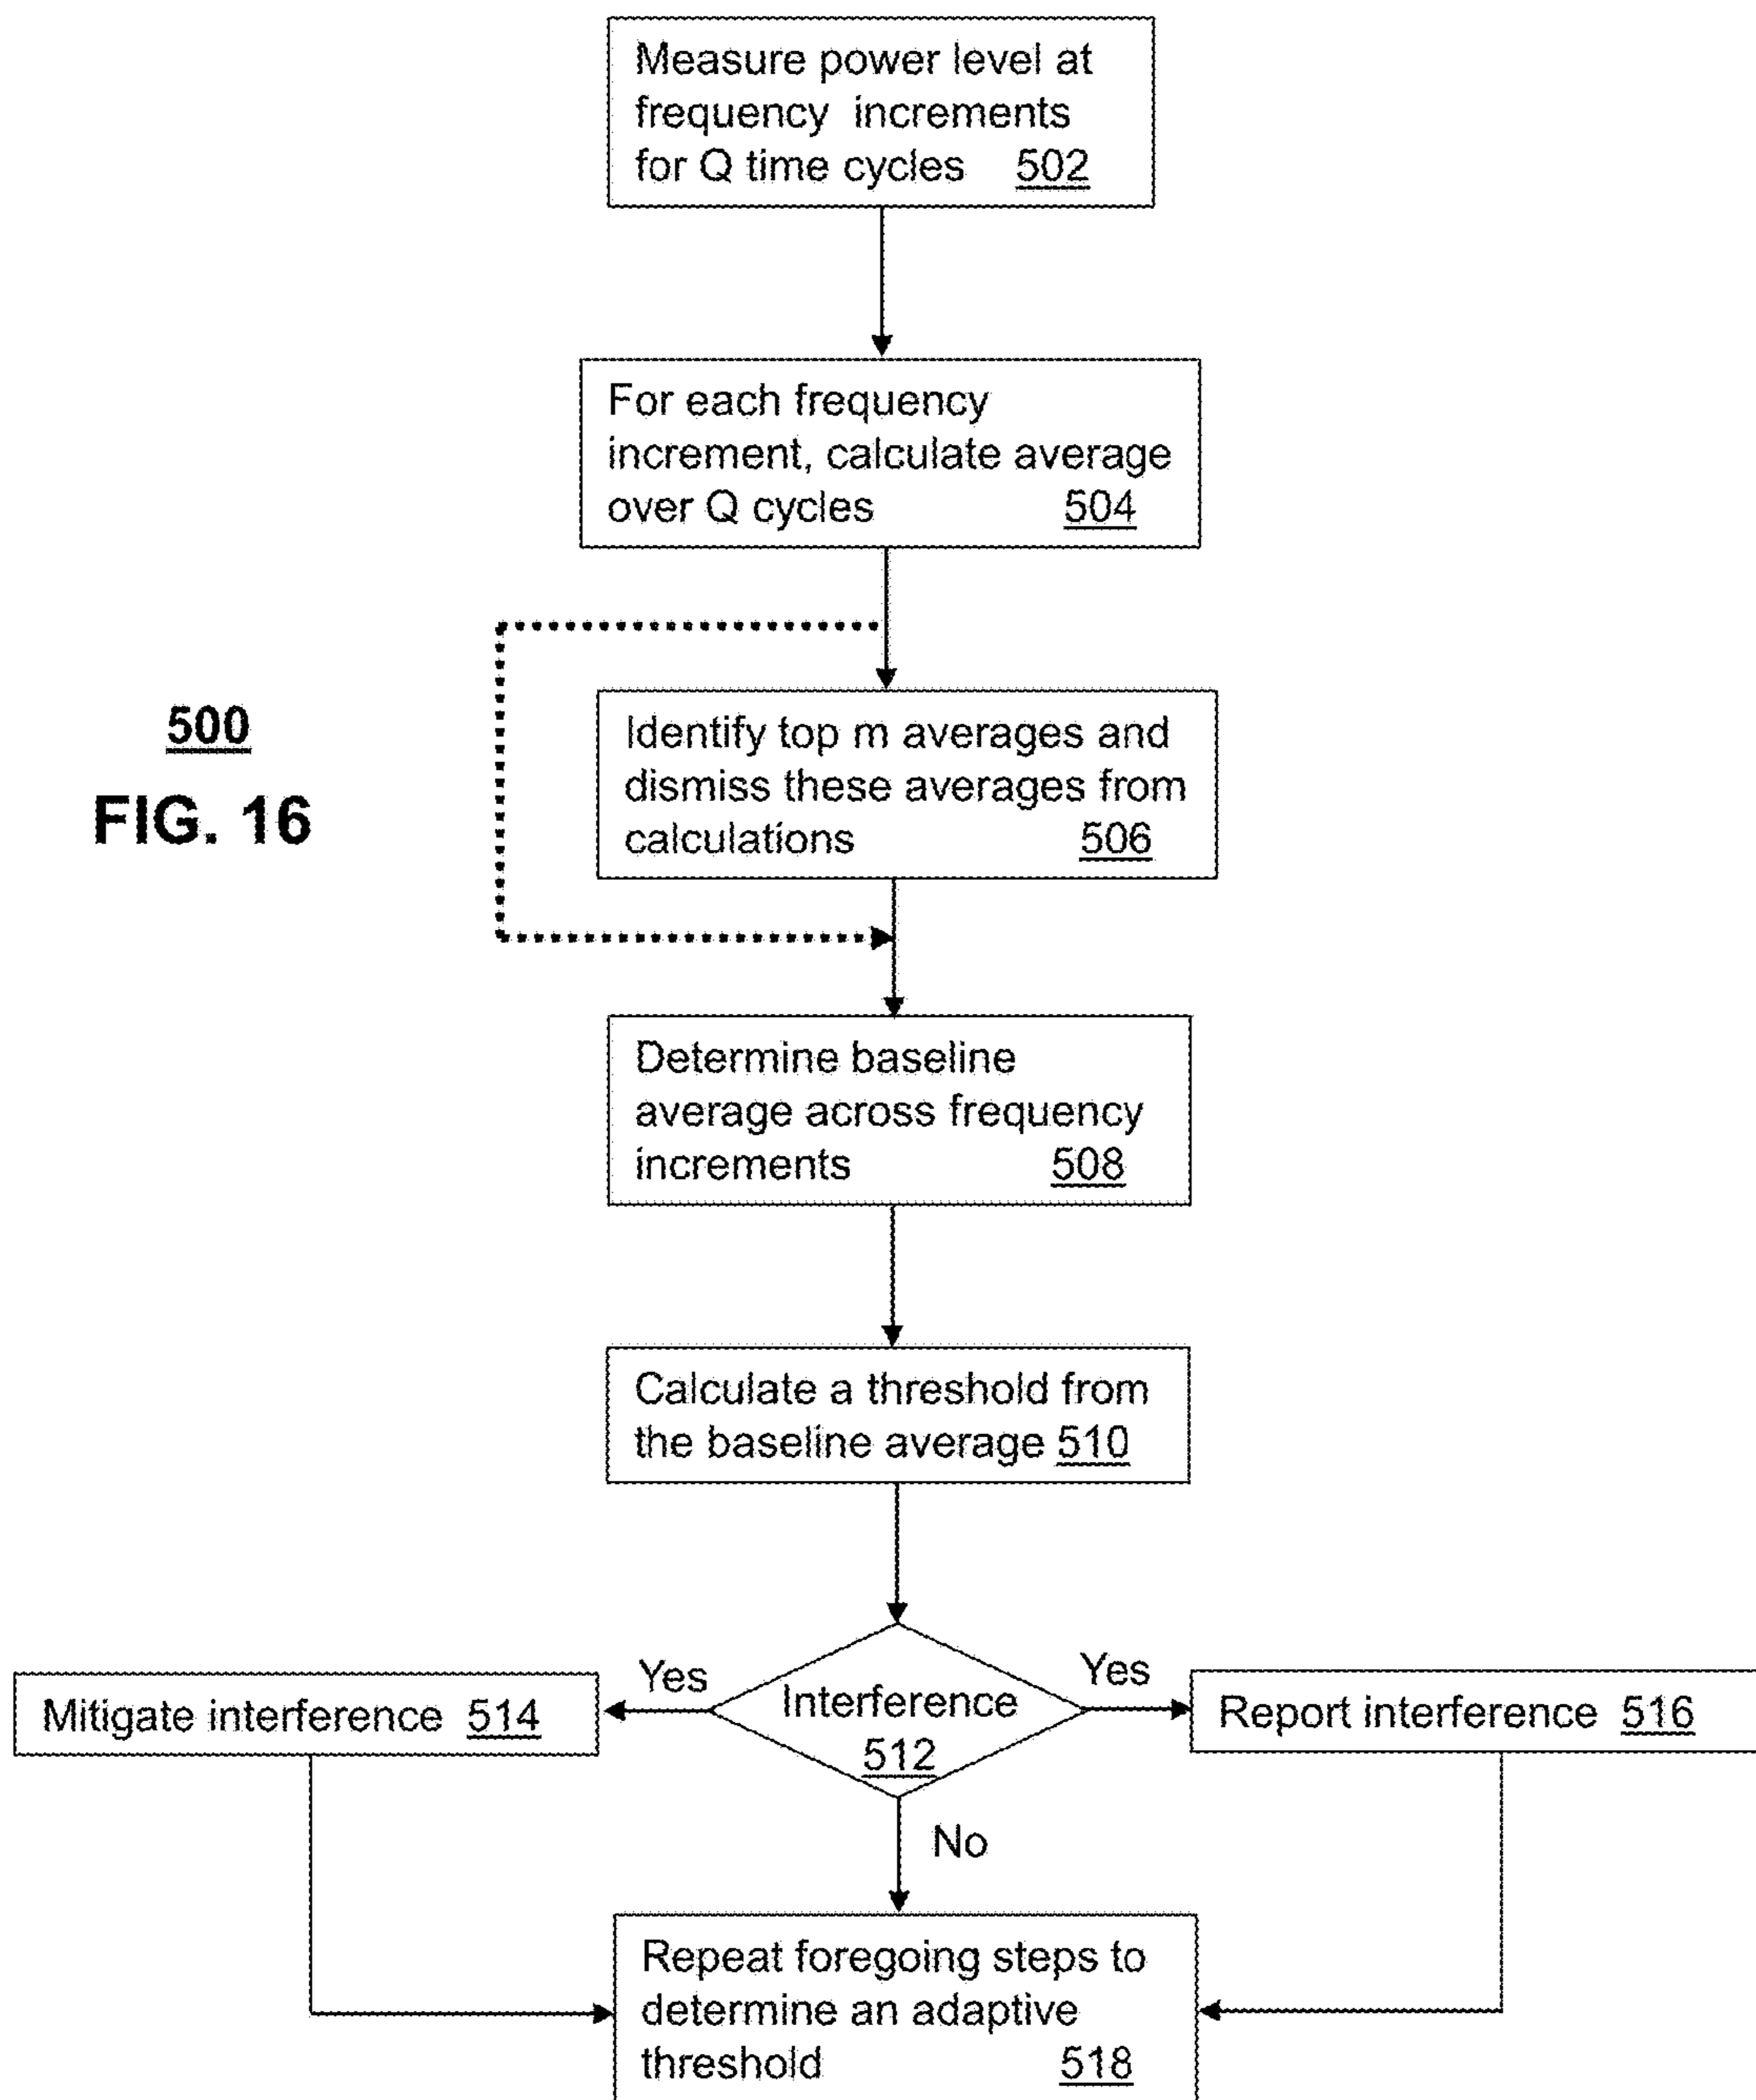 Measure power level at
frequency increments
for Q time cycles 502
For each frequency
increment, calculate average
over Q cycles 504
500
FIG. 16
Identify top m averages and
dismiss these averages from
calculations 506
Determine baseline
average across frequency
increments 508
Calculate a threshold from
the baseline average 510
Yes
Yes
Mitigate interference 514
Interference
512
Report interference 516
No
Repeat foregoing steps to
determine an adaptive
threshold 518